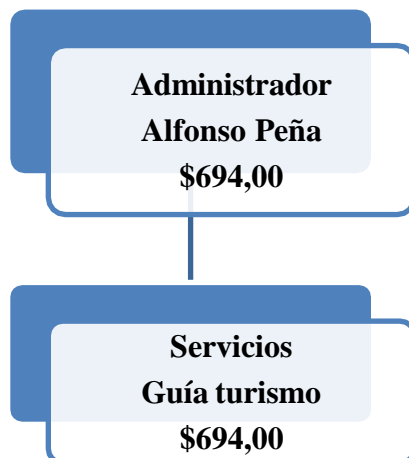 Administrador
Alfonso Peña
$694,00
Servicios
Guía turismo
$694,00